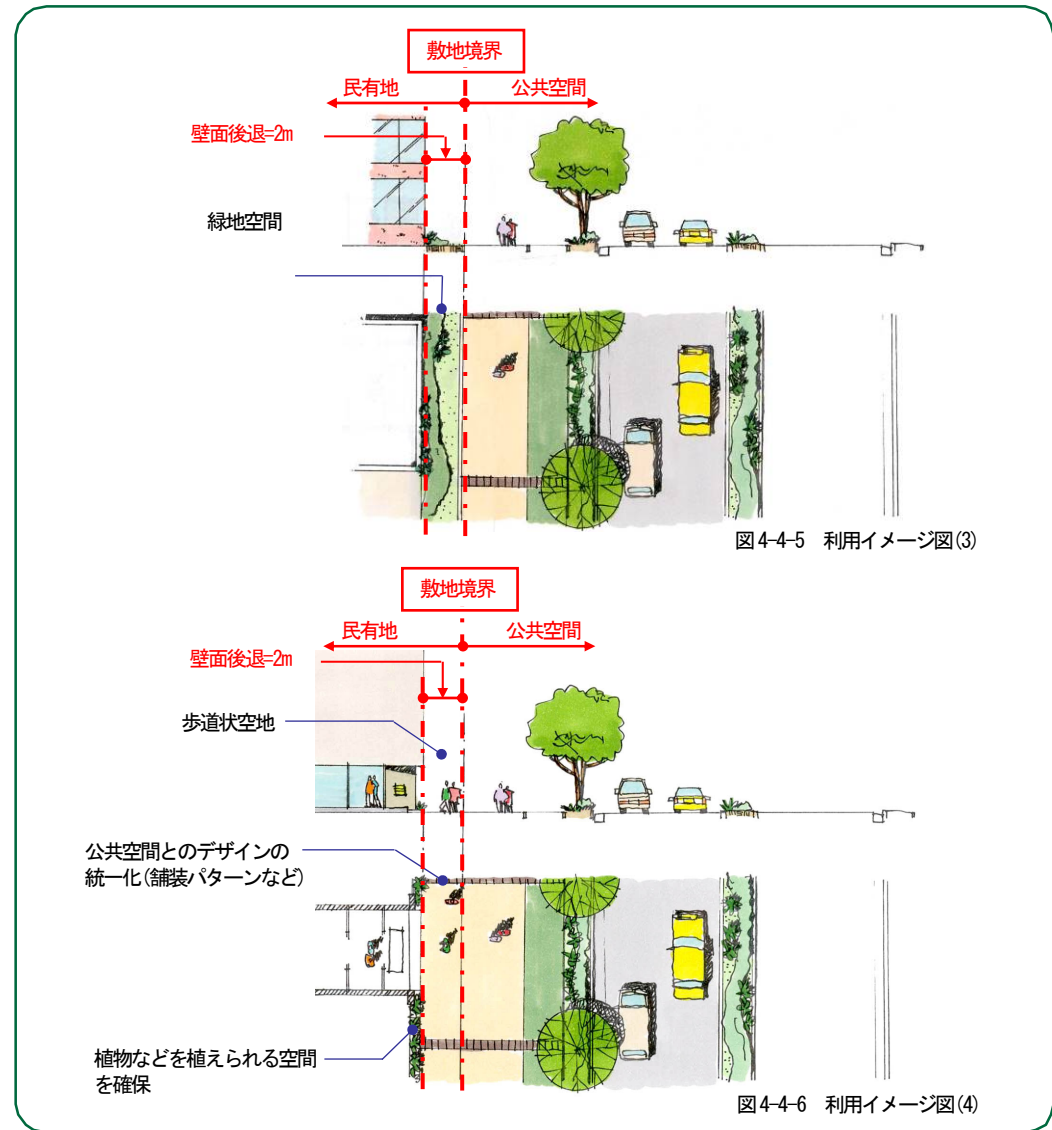 敷地境界
民有地
公共空間
壁面後退=2m
緑地空間
図4-4-5 利用イメージ図(3)
敷地境界
民有地
公共空間
壁面後退=2m
歩道状空地
公共空間とのデザインの
統一化(舗装パターンなど)
植物などを植えられる空間
を確保
図4-4-6 利用イメージ図(4)